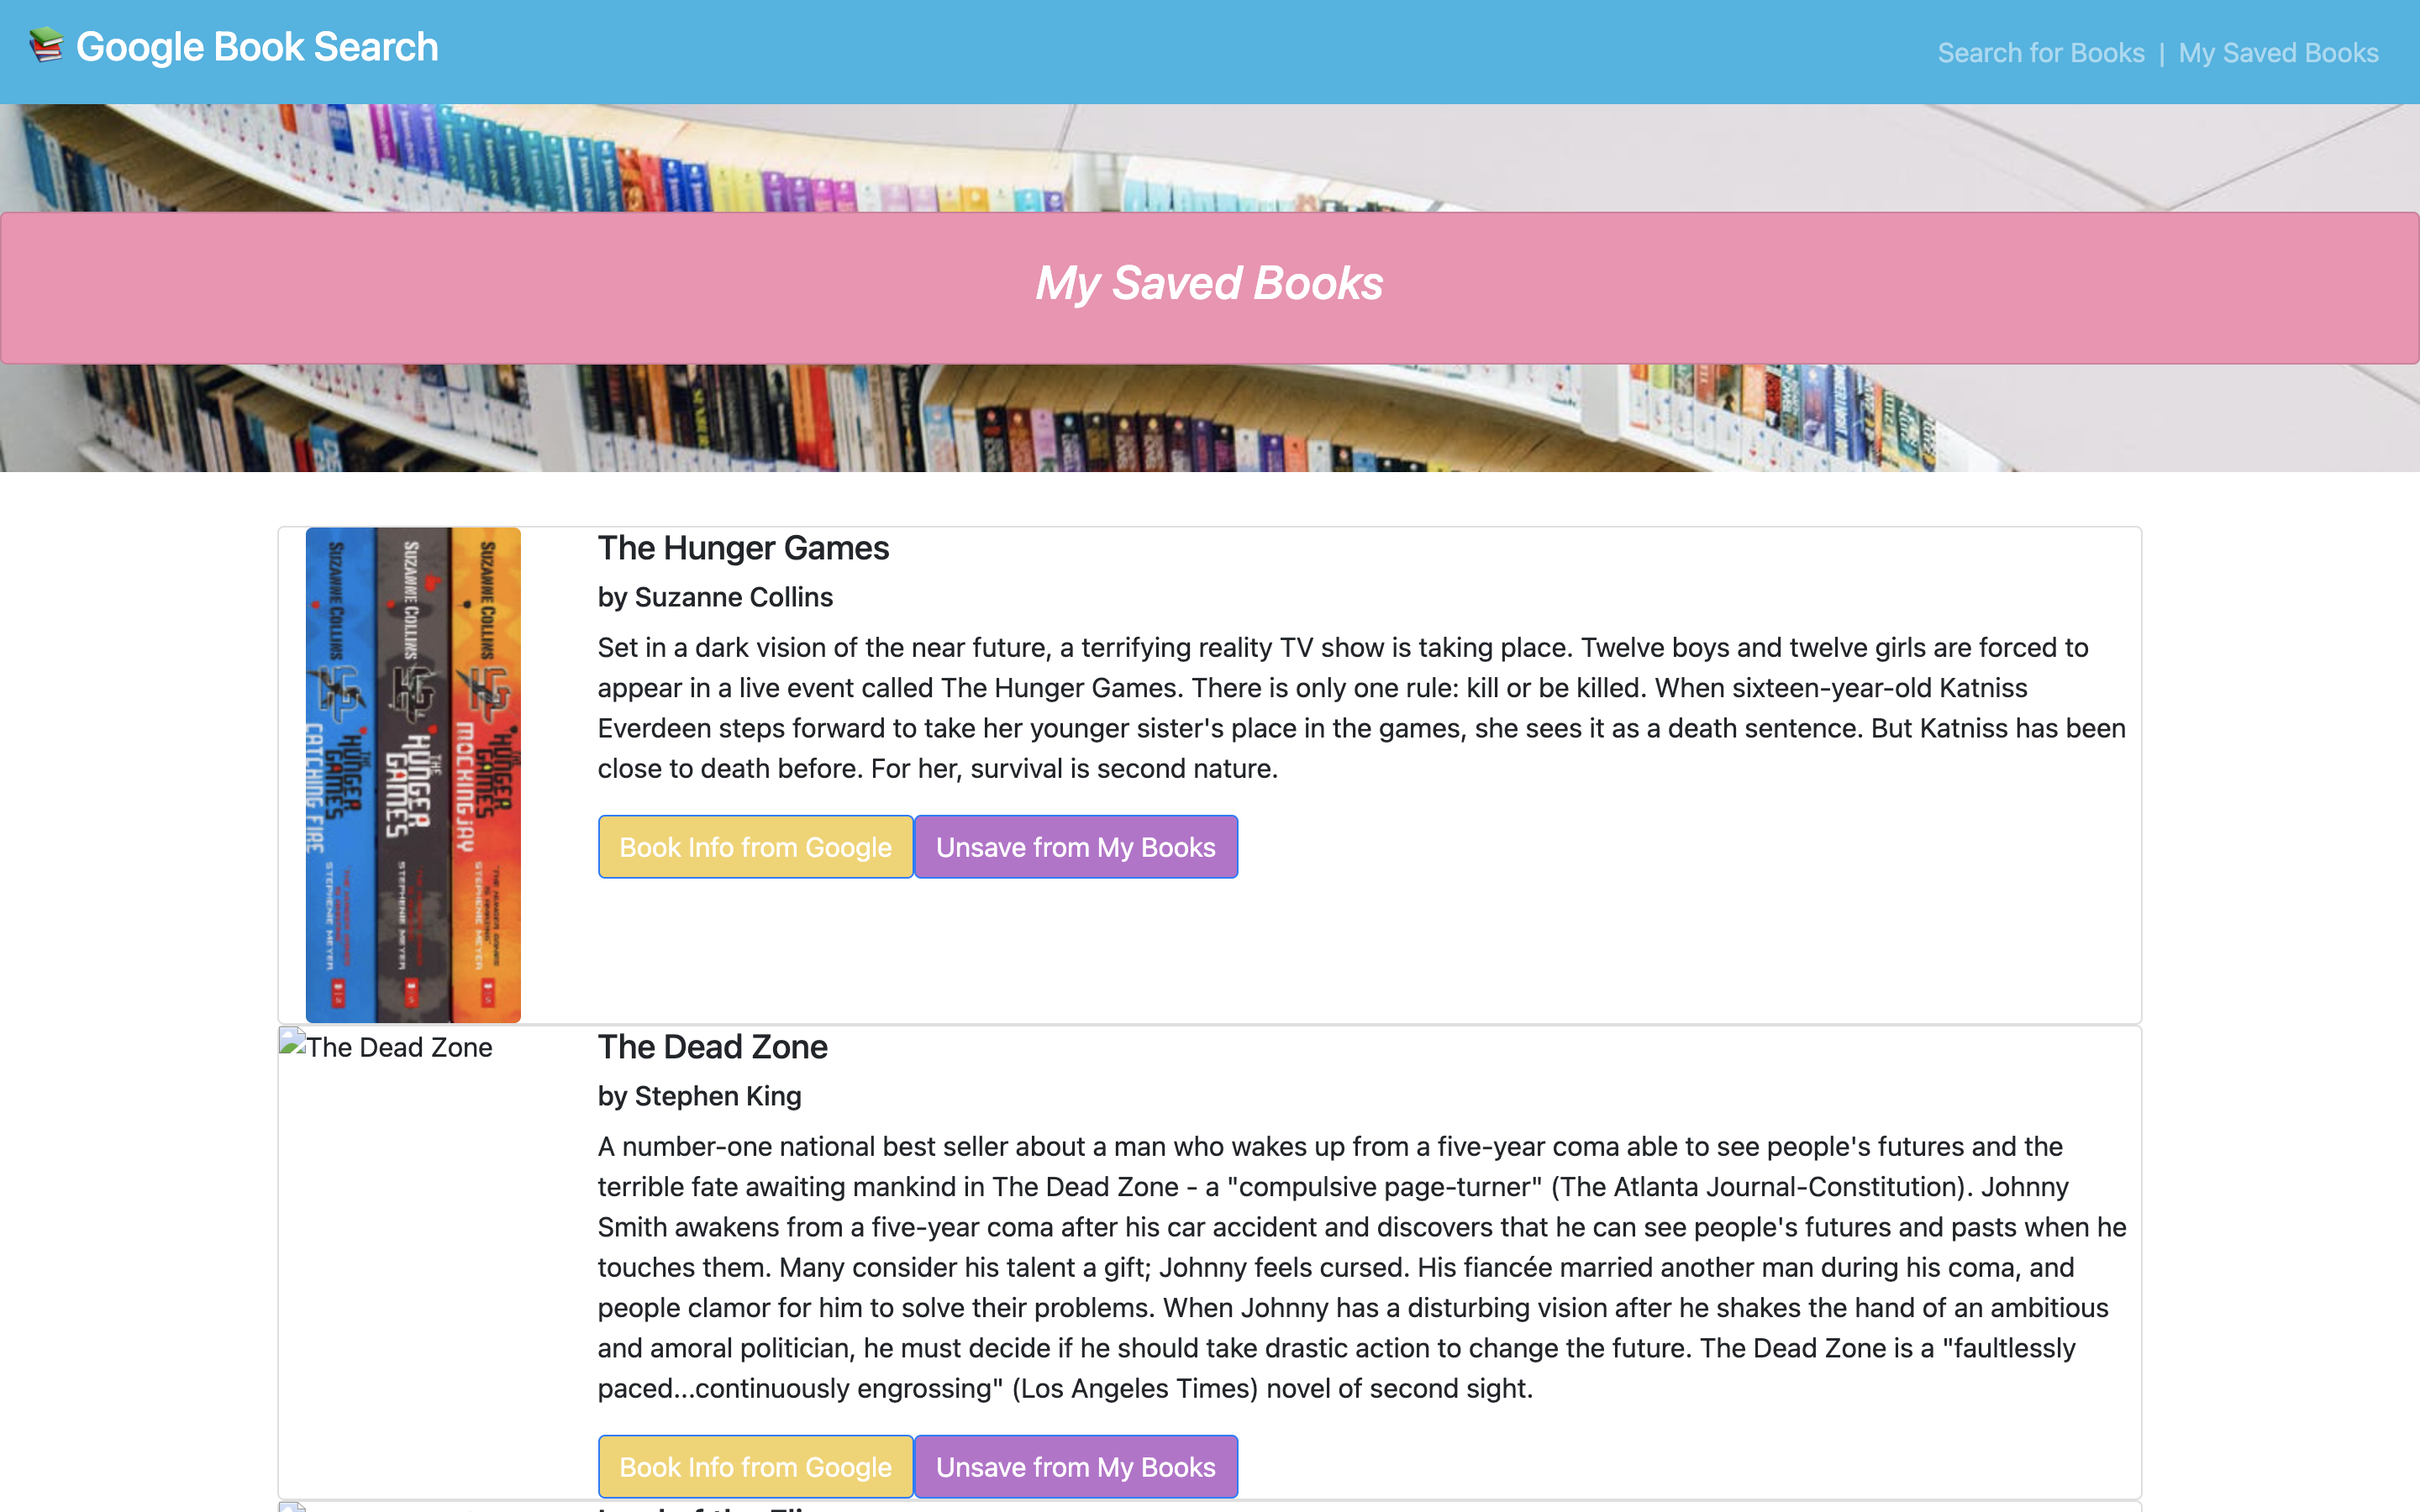 Google Book Search
Search for Books | My Saved Books
My Saved Books
SUZANNE COLLINS
THE HUNGER GAMES
CATCHING FIRE
STEPHENIE MEYER
SUZANNE COLLINS
THE HUNGER GAMES
STEPHENIE MEYER
SUZANNE COLLINS
THE HUNGER GAMES
MOCKINGJAY
STEPHENIE MEYER
The Hunger Games
by Suzanne Collins
Set in a dark vision of the near future, a terrifying reality TV show is taking place. Twelve boys and twelve girls are forced to
appear in a live event called The Hunger Games. There is only one rule: kill or be killed. When sixteen-year-old Katniss
Everdeen steps forward to take her younger sister's place in the games, she sees it as a death sentence. But Katniss has been
close to death before. For her, survival is second nature.
Book Info from Google Unsave from My Books
The Dead Zone
The Dead Zone
by Stephen King
A number-one national best seller about a man who wakes up from a five-year coma able to see people's futures and the
terrible fate awaiting mankind in The Dead Zone - a "compulsive page-turner" (The Atlanta Journal-Constitution). Johnny
Smith awakens from a five-year coma after his car accident and discovers that he can see people's futures and pasts when he
touches them. Many consider his talent a gift; Johnny feels cursed. His fiancée married another man during his coma, and
people clamor for him to solve their problems. When Johnny has a disturbing vision after he shakes the hand of an ambitious
and amoral politician, he must decide if he should take drastic action to change the future. The Dead Zone is a "faultlessly
paced...continuously engrossing" (Los Angeles Times) novel of second sight.
Book Info from Google Unsave from My Books